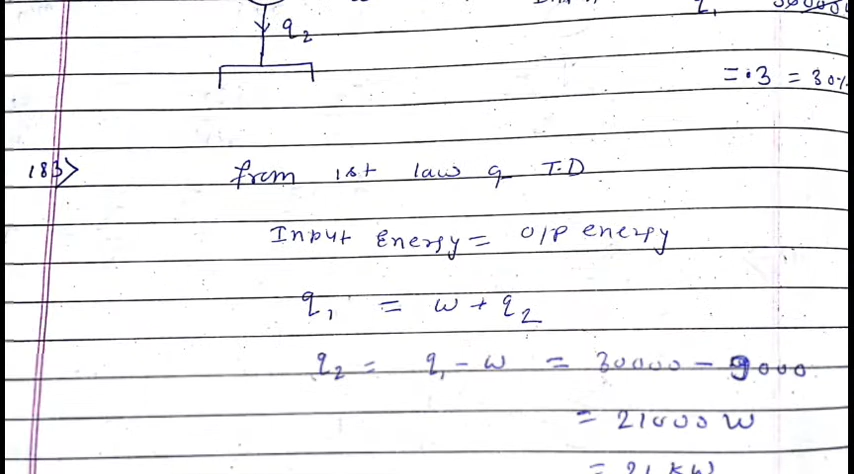 q2
= .3 = 30%
183> from 1st law of T.D
Input Energy = O/P energy
q1 = w + q2
q2 = q1 - w = 30000 - 9000
= 21000 W
= 21 kW